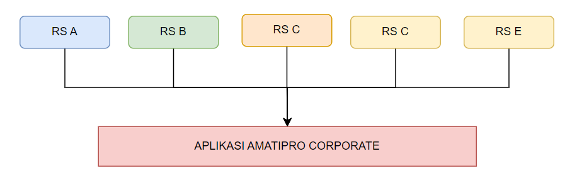 RS A
RS B
RS C
RS C
RS E
APLIKASI AMATIPRO CORPORATE